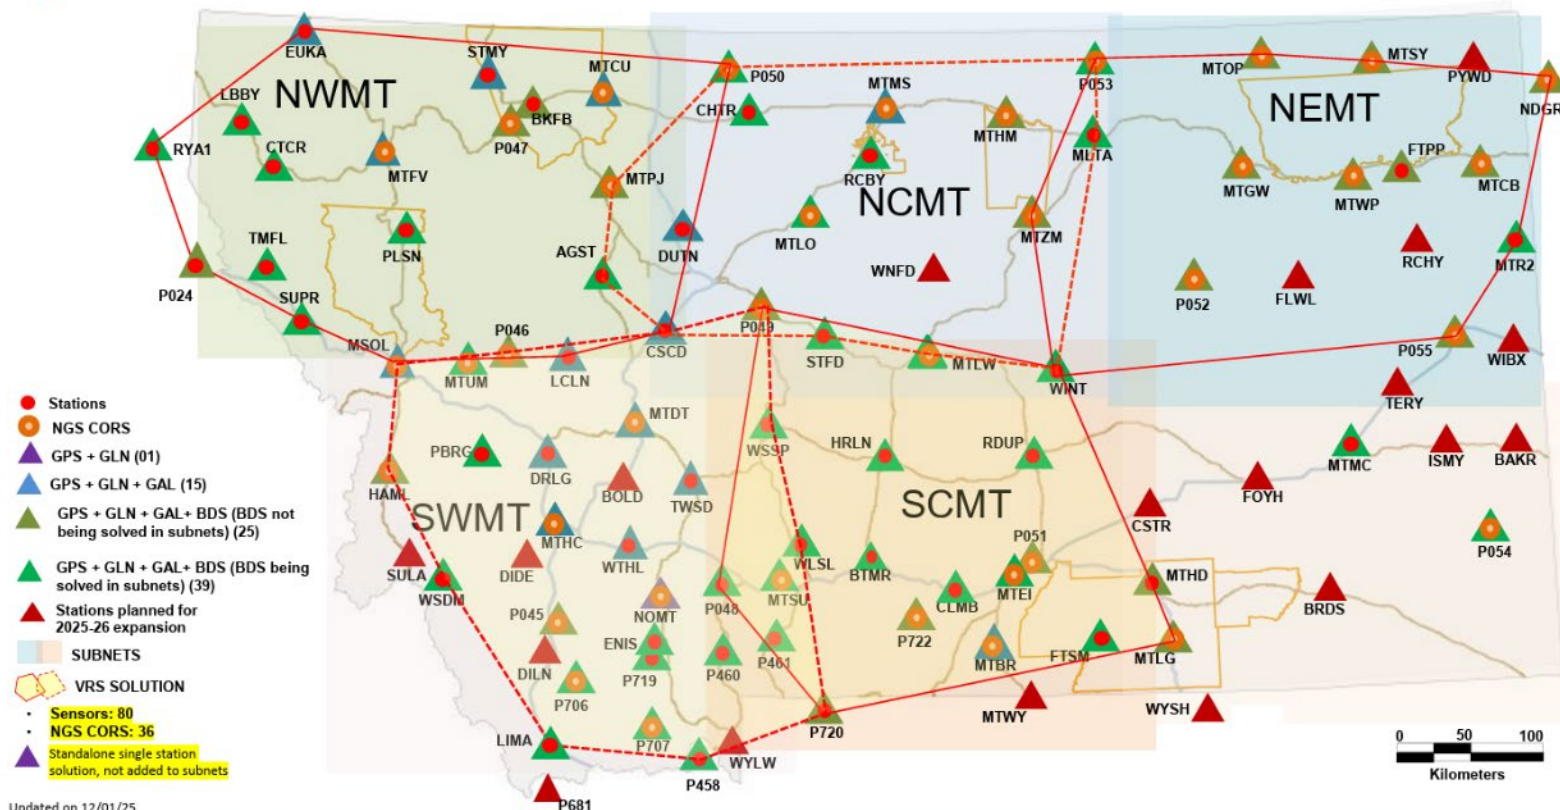 EUKA
STMY
MTCU
NWMT
LBBY
BKFB
P047
CTCR
RYA1
MTFV
MTPJ
TMFL
PLSN
AGST
DUTN
P024
SUPR
P050
CHTR
MTMS
P053
MTHM
MLTA
RCBY
NCMT
MTLO
MTZM
WNFD
MTOP
MTSY
PYWD
NDGR
NEMT
FTPP
MTGW
MTWP
MTCB
RCHY
MTR2
P052
FLWL
P055
WIBX
TERY
MSOL
P046
MTUM
LCLN
CSCD
P049
STFD
MTLW
WINT
MTDT
PBRG
DRLG
BOLD
TWSD
HAML
SWMT
MTHC
WTHL
SULA
WSDM
DIDE
P045
NOMT
ENIS
P719
DILN
P706
P707
LIMA
P458
WYLW
P681
WSSP
HRLN
RDUP
SCMT
WLSL
BTMR
P051
MTEI
P048
MTSU
CLMB
P722
MTHD
P460
P461
MTBR
FTSM
MTLG
P720
MTWY
WYSH
MTMC
ISMY
BAKR
FOYH
CSTR
P054
BRDS
Stations
NGS CORS
GPS + GLN (01)
GPS + GLN + GAL (15)
GPS + GLN + GAL+ BDS (BDS not
being solved in subnets) (25)
GPS + GLN + GAL+ BDS (BDS being
solved in subnets) (39)
Stations planned for
2025-26 expansion
SUBNETS
VRS SOLUTION
Sensors: 80
NGS CORS: 36
Standalone single station
solution, not added to subnets
Updated on 12/01/25
0 50 100
Kilometers